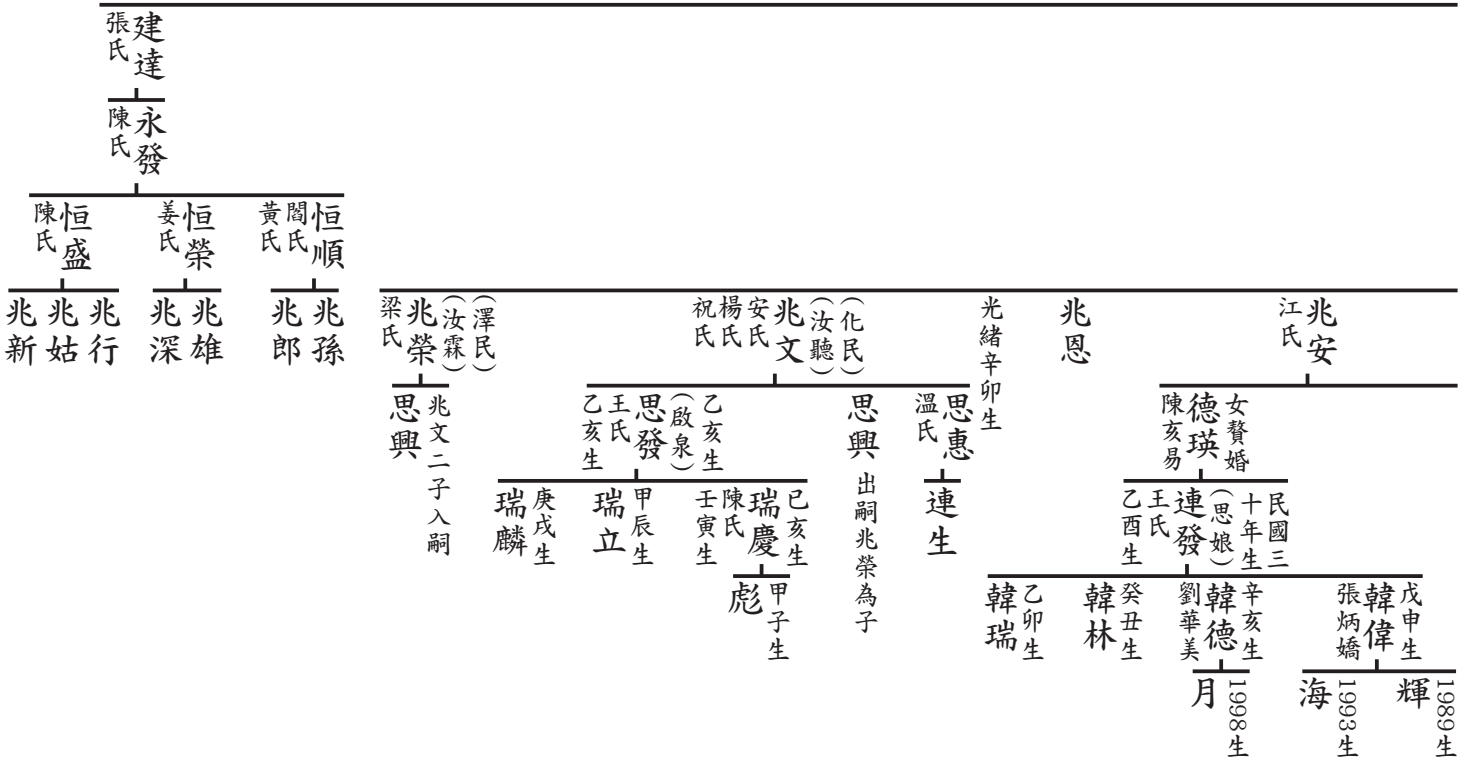 建達
張氏
永發
陳氏
恒順
閻氏
黃氏
恒榮
姜氏
恒盛
陳氏
兆安
江氏
兆恩
光緒辛卯生
(化民)
(汝聽)
兆文
安氏
楊氏
祝氏
(澤民)
(汝霖)
兆榮
梁氏
兆孫
兆郎
兆雄
兆深
兆行
兆姑
兆新
女贅婚
德瑛
陳亥易
思惠
溫氏
思興
出嗣兆榮為子
乙亥生
(啟泉)
思發
王氏
乙亥生
兆文二子入嗣
思興
民國三
十年生
(思娘)
連發
王氏
乙酉生
連生
已亥生
瑞慶
陳氏
壬寅生
甲辰生
瑞立
庚戌生
瑞麟
戊申生
韓偉
張炳嬌
辛亥生
韓德
劉華美
癸丑生
韓林
乙卯生
韓瑞
甲子生
彪
1989生
輝
1993生
海
1998生
月